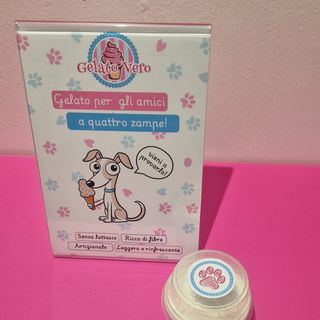 Gelato Vero
Gelato per gli amici
a quattro zampe!
vieni a
provarlo!
Senza lattosio Ricco di fibre
Artigianale Leggero e rinfrescante